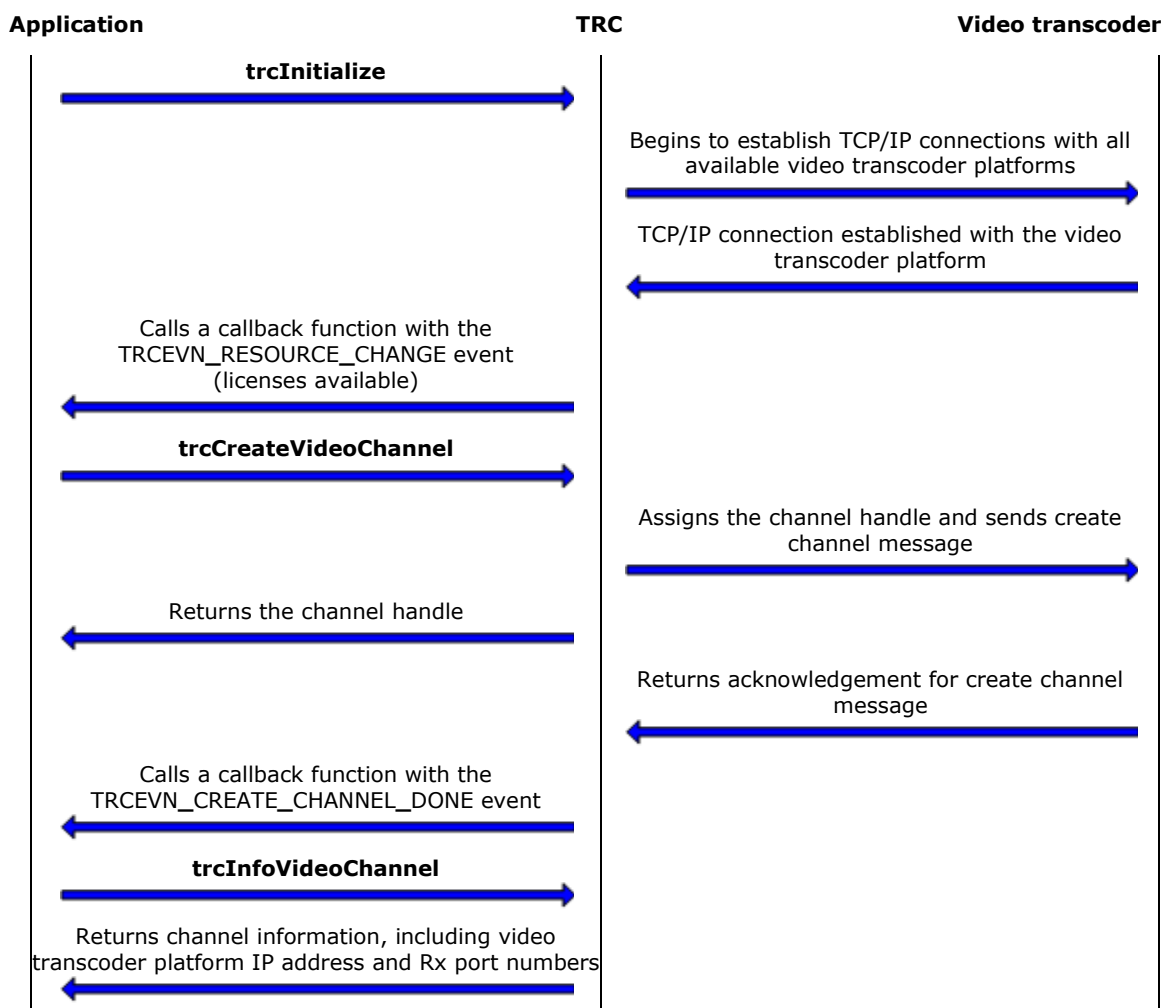 Application TRC Video transcoder
trcInitialize
Begins to establish TCP/IP connections with all
available video transcoder platforms
TCP/IP connection established with the video
transcoder platform
Calls a callback function with the
TRCEVN_RESOURCE_CHANGE event
(licenses available)
trcCreateVideoChannel
Assigns the channel handle and sends create
channel message
Returns the channel handle
Returns acknowledgement for create channel
message
Calls a callback function with the
TRCEVN_CREATE_CHANNEL_DONE event
trcInfoVideoChannel
Returns channel information, including video
transcoder platform IP address and Rx port numbers